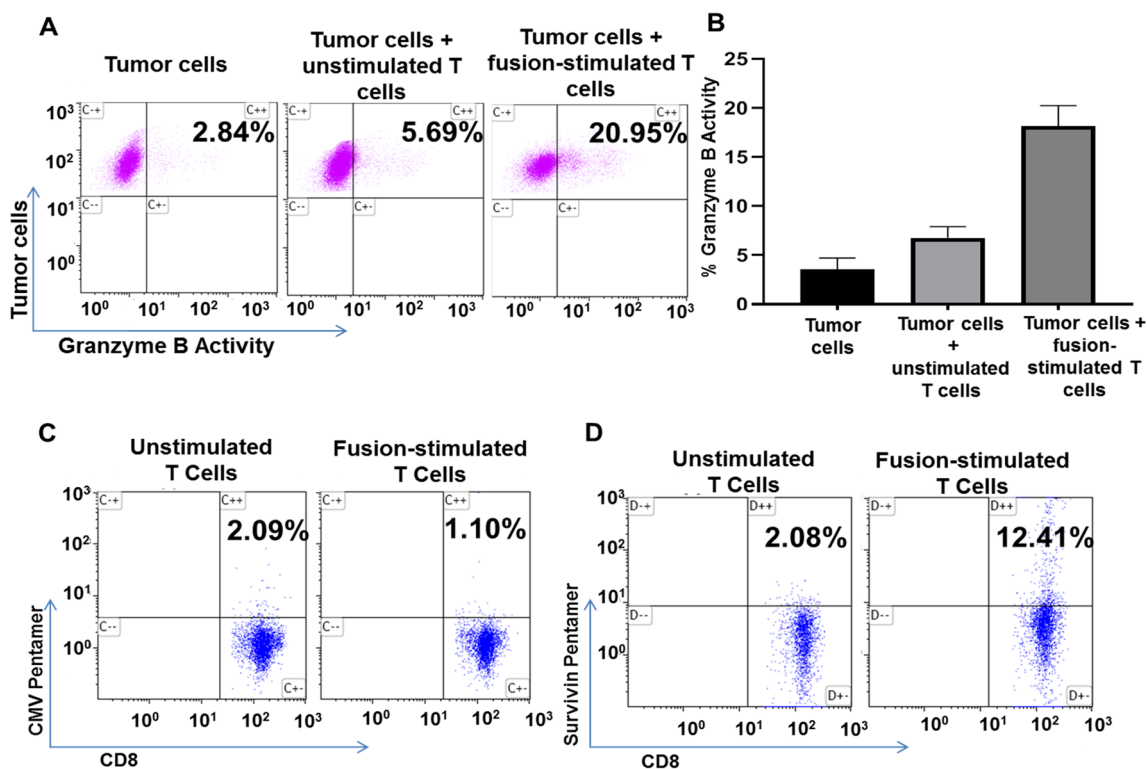 A
Tumor cells
Tumor cells +
unstimulated T
cells
Tumor cells +
fusion-stimulated T
cells
C-+
C++
2.84%
C--
C+-
C-+
C++
5.69%
C--
C+-
C-+
C++
20.95%
C--
C+-
10³
10²
10¹
10⁰
10⁰ 10¹ 10² 10³
10⁰ 10¹ 10² 10³
10⁰ 10¹ 10² 10³
Tumor cells
Granzyme B Activity
B
% Granzyme B Activity
25
20
15
10
5
0
Tumor
cells
Tumor cells
+
unstimulated
T cells
Tumor cells +
fusion-
stimulated T
cells
C
Unstimulated
T Cells
Fusion-stimulated
T Cells
10³
10²
10¹
10⁰
C-+
C++
2.09%
C--
C+-
C-+
C++
1.10%
C--
C+-
10⁰ 10¹ 10² 10³
10⁰ 10¹ 10² 10³
CMV Pentamer
CD8
D
Unstimulated
T Cells
Fusion-stimulated
T Cells
10³
10²
10¹
10⁰
D-+
D++
2.08%
D--
D+-
D-+
D++
12.41%
D--
D+-
10⁰ 10¹ 10² 10³
10⁰ 10¹ 10² 10³
Survivin Pentamer
CD8